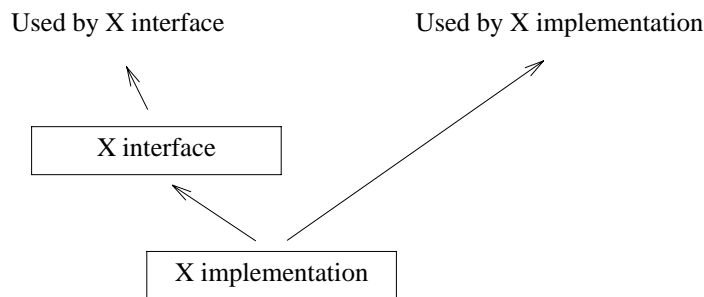 Used by X interface
Used by X implementation
X interface
X implementation